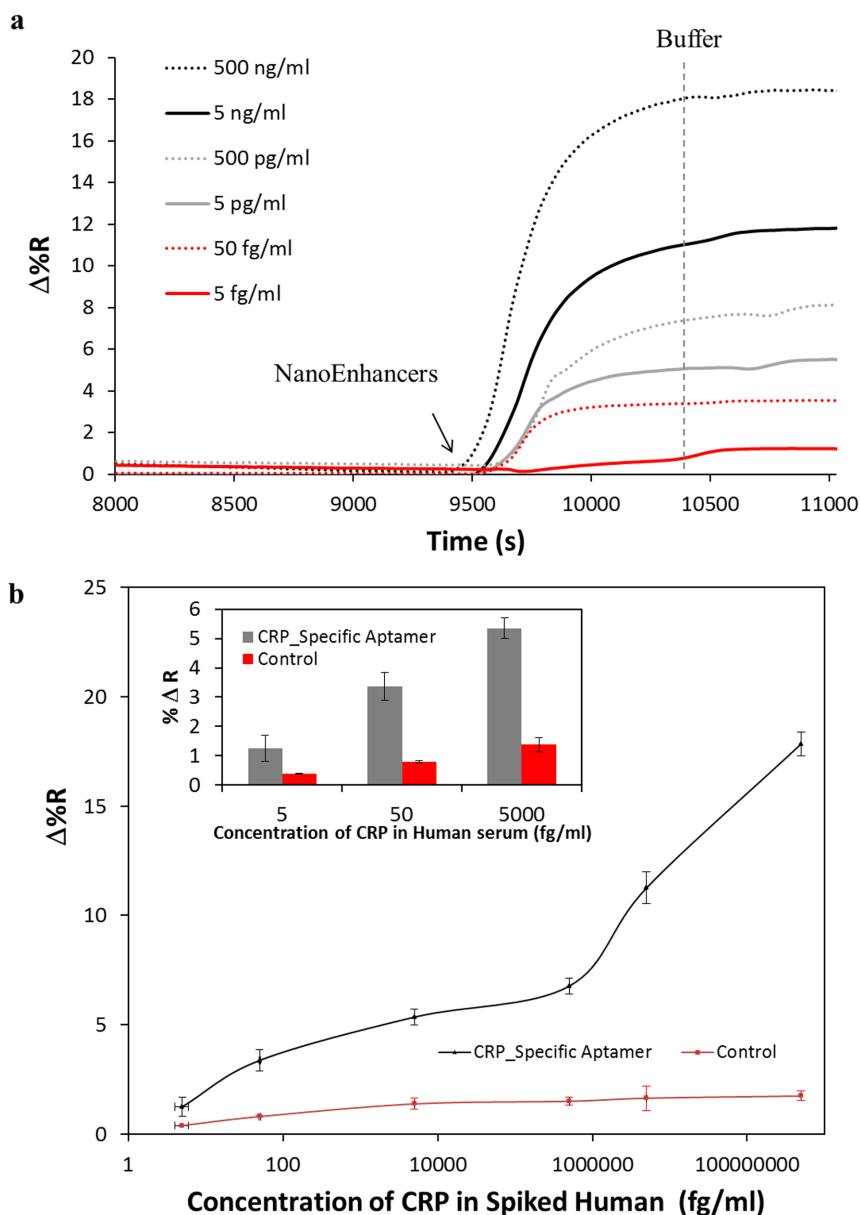 a
Buffer
20
18
16
14
12
10
8
6
4
2
0
Δ%R
500 ng/ml
5 ng/ml
500 pg/ml
5 pg/ml
50 fg/ml
5 fg/ml
NanoEnhancers
8000 8500 9000 9500 10000 10500 11000
Time (s)
b
25
20
15
10
5
0
Δ%R
6
5
4
3
2
1
0
% Δ R
CRP_Specific Aptamer
Control
5 50 5000
Concentration of CRP in Human serum (fg/ml)
CRP_Specific Aptamer Control
1 100 10000 1000000 100000000
Concentration of CRP in Spiked Human (fg/ml)